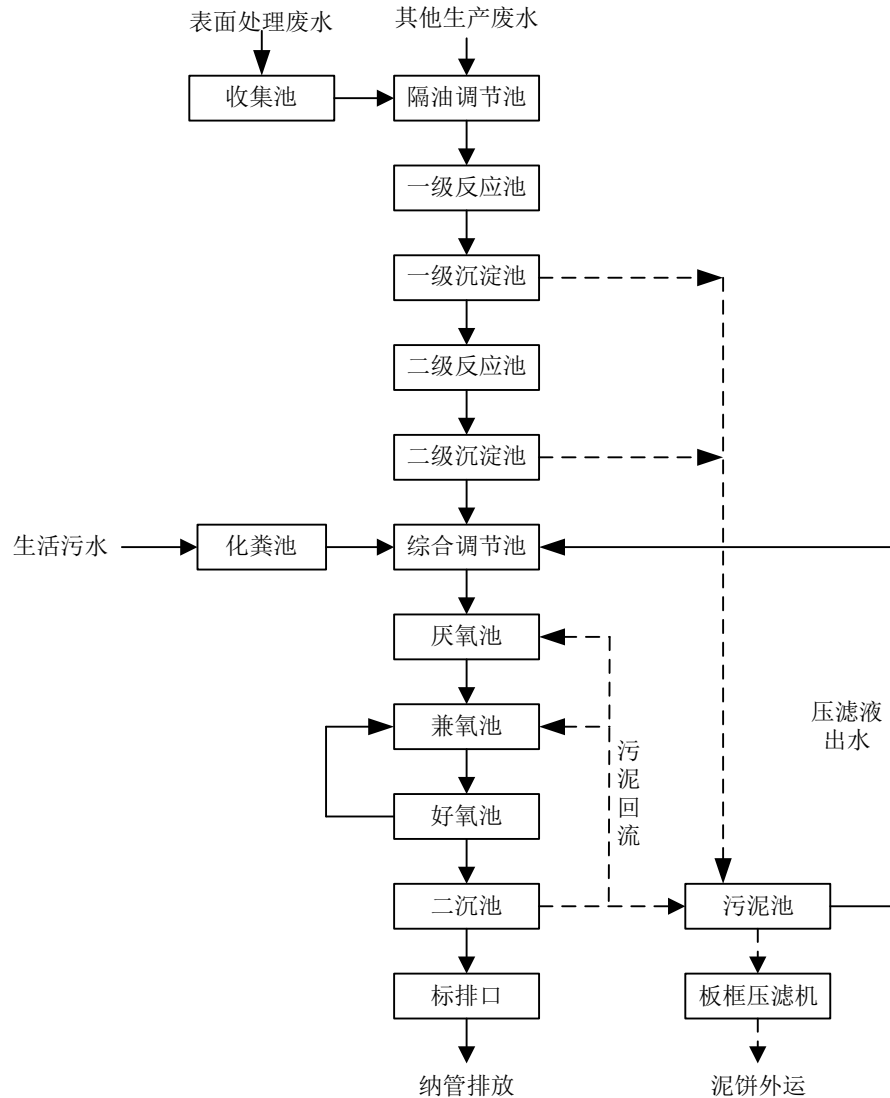 表面处理废水
其他生产废水
收集池
隔油调节池
一级反应池
一级沉淀池
二级反应池
二级沉淀池
生活污水
化粪池
综合调节池
厌氧池
兼氧池
压滤液
出水
污
泥
回
流
好氧池
二沉池
污泥池
标排口
板框压滤机
纳管排放
泥饼外运